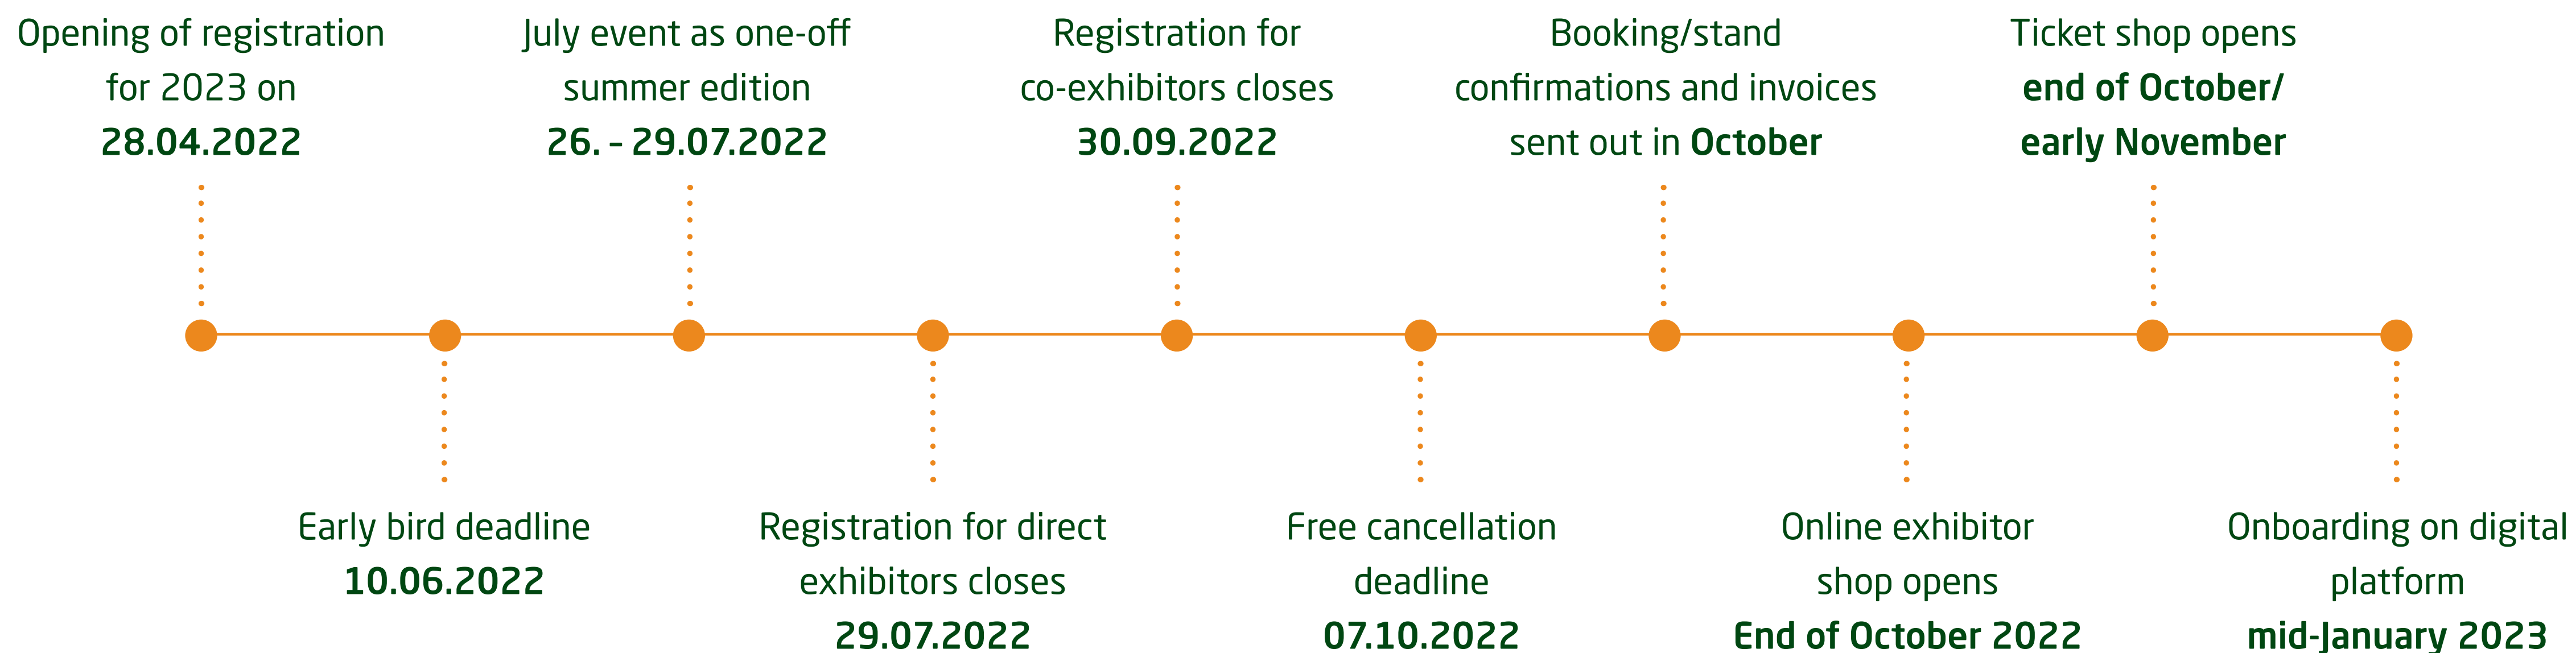 Opening of registration
for 2023 on
28.04.2022
July event as one-off
summer edition
26. – 29.07.2022
Registration for
co-exhibitors closes
30.09.2022
Booking/stand
confirmations and invoices
sent out in October
Ticket shop opens
end of October/
early November
Early bird deadline
10.06.2022
Registration for direct
exhibitors closes
29.07.2022
Free cancellation
deadline
07.10.2022
Online exhibitor
shop opens
End of October 2022
Onboarding on digital
platform
mid-January 2023